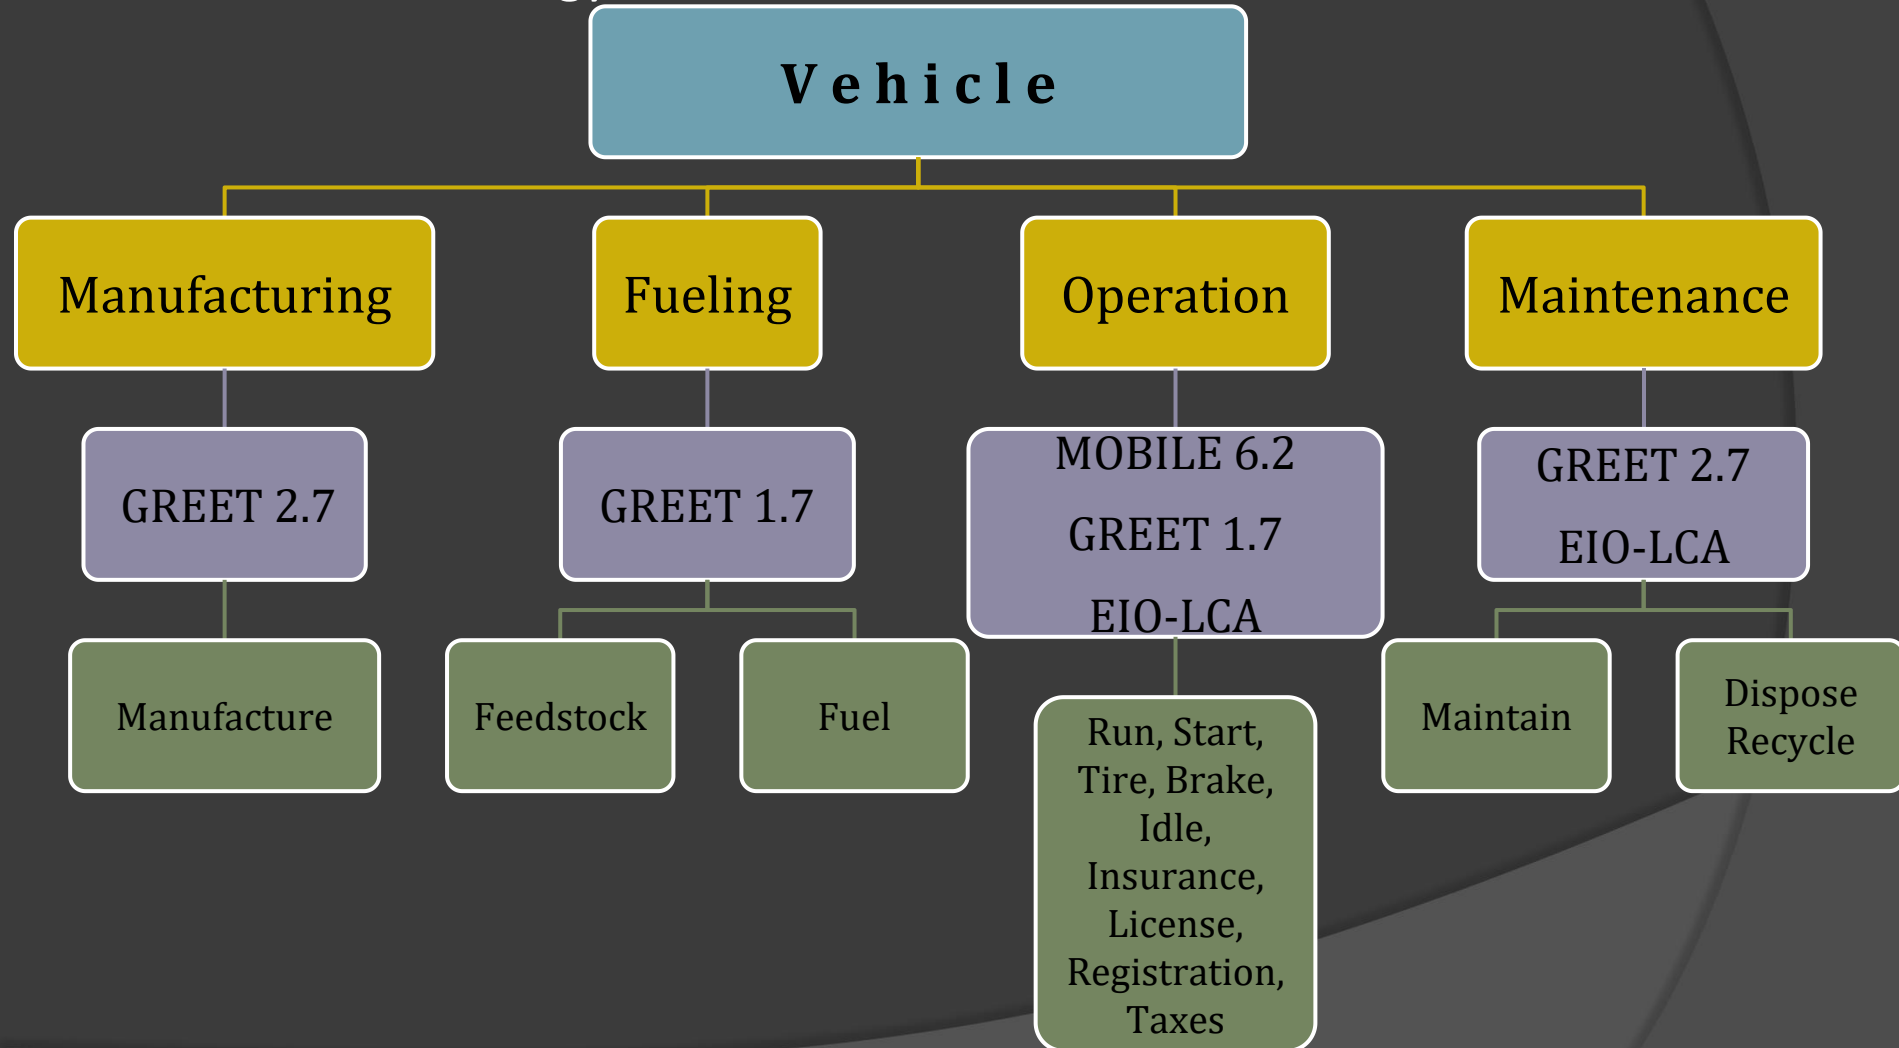 Vehicle
Manufacturing
Fueling
Operation
Maintenance
GREET 2.7
GREET 1.7
MOBILE 6.2
GREET 1.7
EIO-LCA
GREET 2.7
EIO-LCA
Manufacture
Feedstock
Fuel
Run, Start,
Tire, Brake,
Idle,
Insurance,
License,
Registration,
Taxes
Maintain
Dispose
Recycle